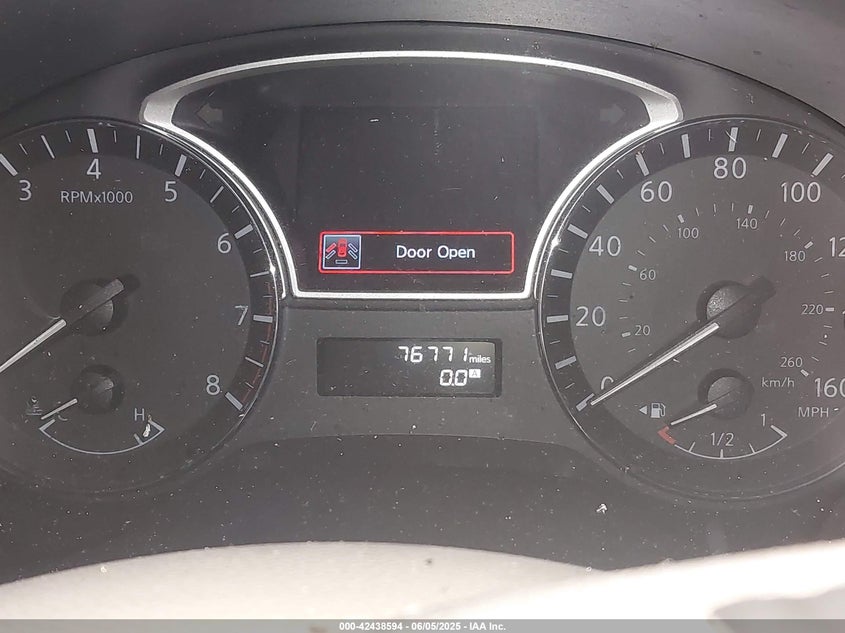 3 4 5 6 7 8
RPMx1000
C H
Door Open
76771 miles
0.0 A
0 20 40 60 80 100 12 160
MPH
20 60 100 140 180 220 260
km/h
1/2 1
000-42438594 - 06/05/2025 - IAA Inc.